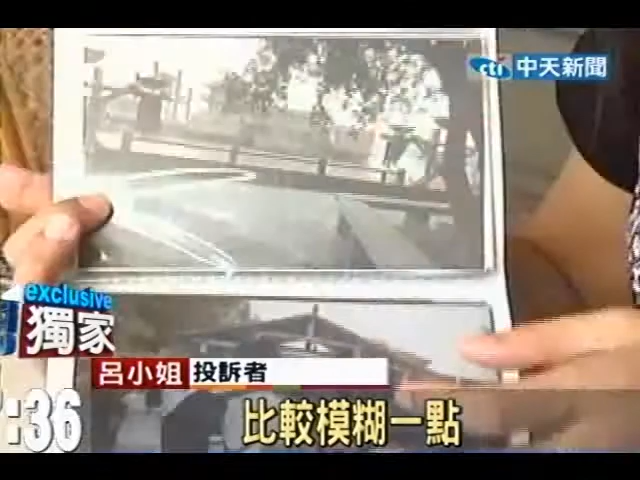 cti 中天新聞
exclusive
獨家
呂小姐 投訴者
:36
比較模糊一點